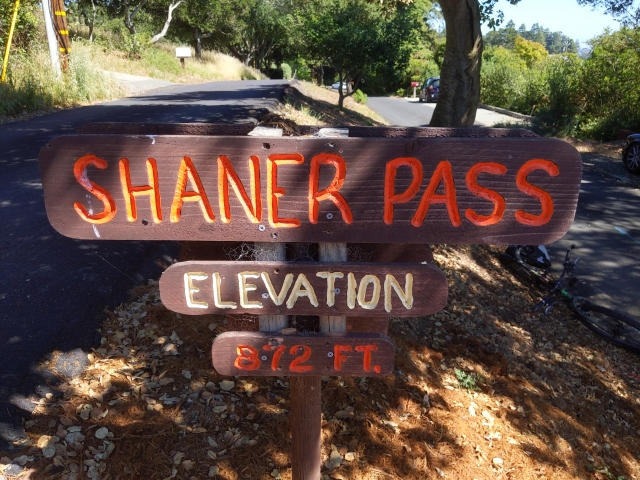 SHANER PASS
ELEVATION
872 FT.